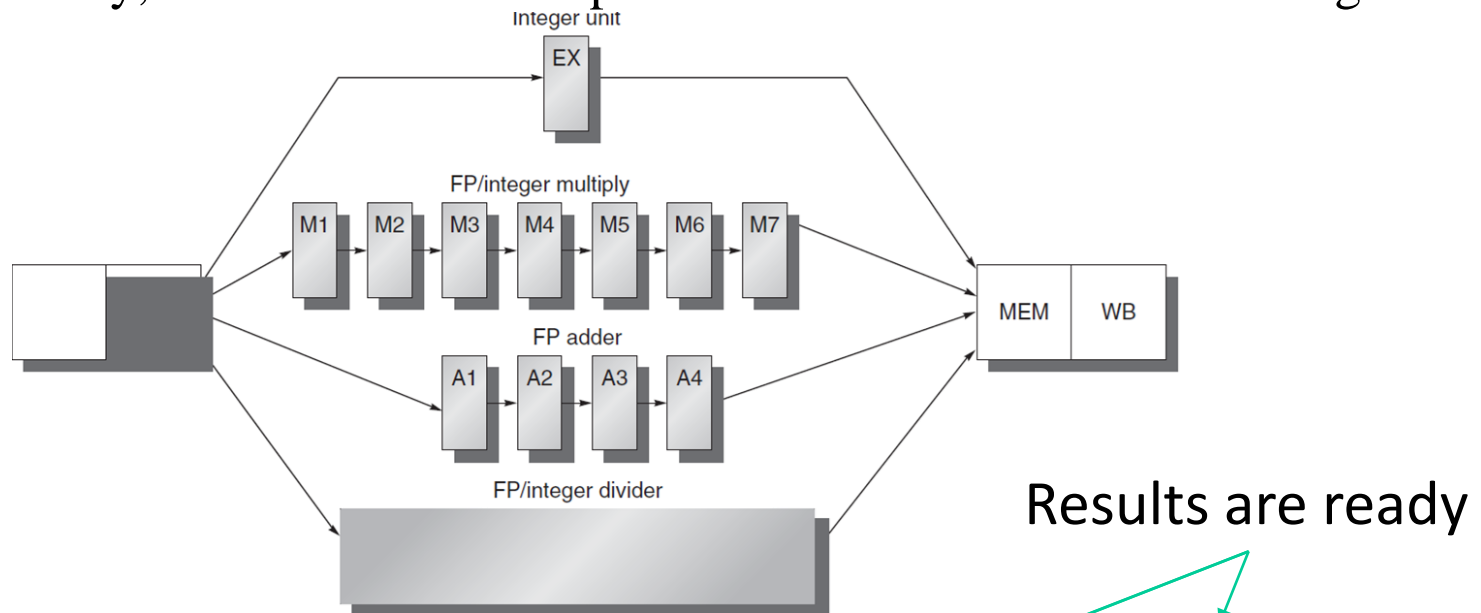 Integer unit
EX
FP/integer multiply
M1 M2 M3 M4 M5 M6 M7
FP adder
MEM WB
A1 A2 A3 A4
FP/integer divider
Results are ready